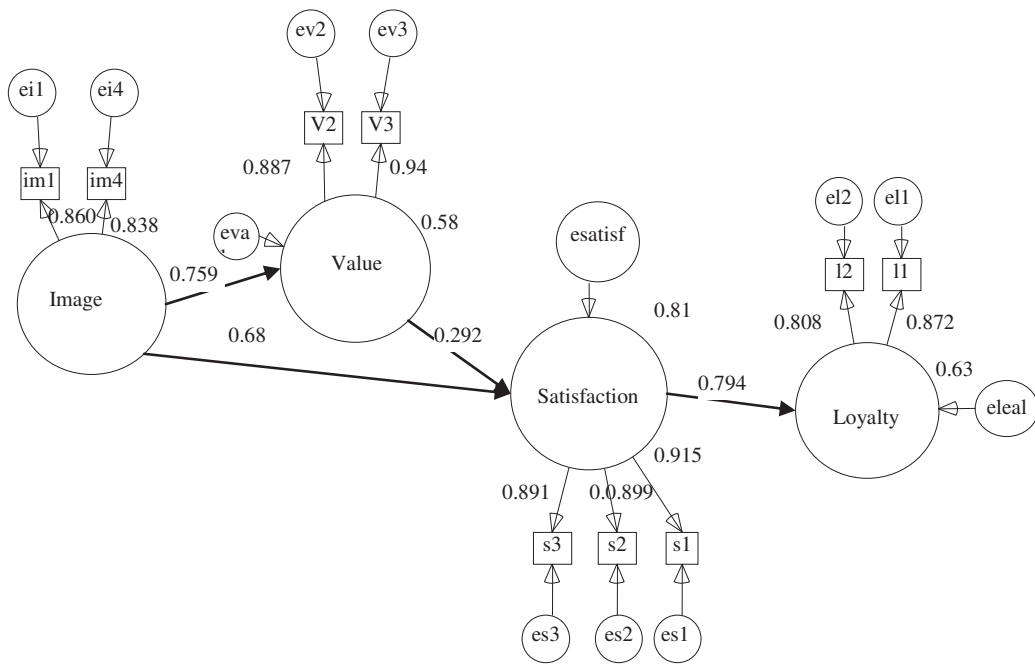 ev2
ev3
ei1
ei4
V2
V3
0.887
0.94
im1
im4
0.860
0.838
el2
el1
eva
0.58
esatisf
Value
l2
l1
0.759
Image
0.81
0.808
0.872
0.68
0.292
0.63
0.794
Satisfaction
eleal
Loyalty
0.915
0.891
0.0.899
s3
s2
s1
es3
es2
es1